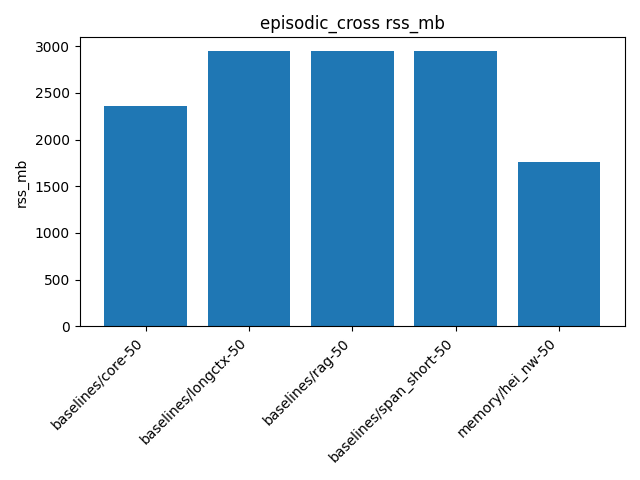 episodic_cross rss_mb
3000
2500
2000
1500
1000
500
0
rss_mb
baselines/core-50
baselines/longctx-50
baselines/rag-50
baselines/span_short-50
memory/hei_nw-50